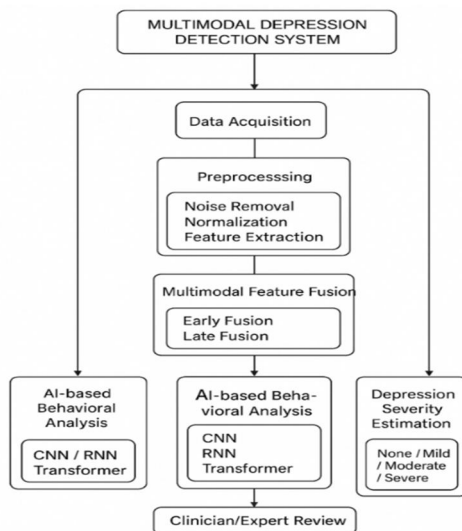 MULTIMODAL DEPRESSION
DETECTION SYSTEM
Data Acquisition
Preprocesssing
Noise Removal
Normalization
Feature Extraction
Multimodal Feature Fusion
Early Fusion
Late Fusion
AI-based
Behavioral
Analysis
CNN / RNN
Transformer
AI-based Beha-
vioral Analysis
CNN
RNN
Transformer
Depression
Severity
Estimation
None / Mild
/ Moderate
/ Severe
Clinician/Expert Review